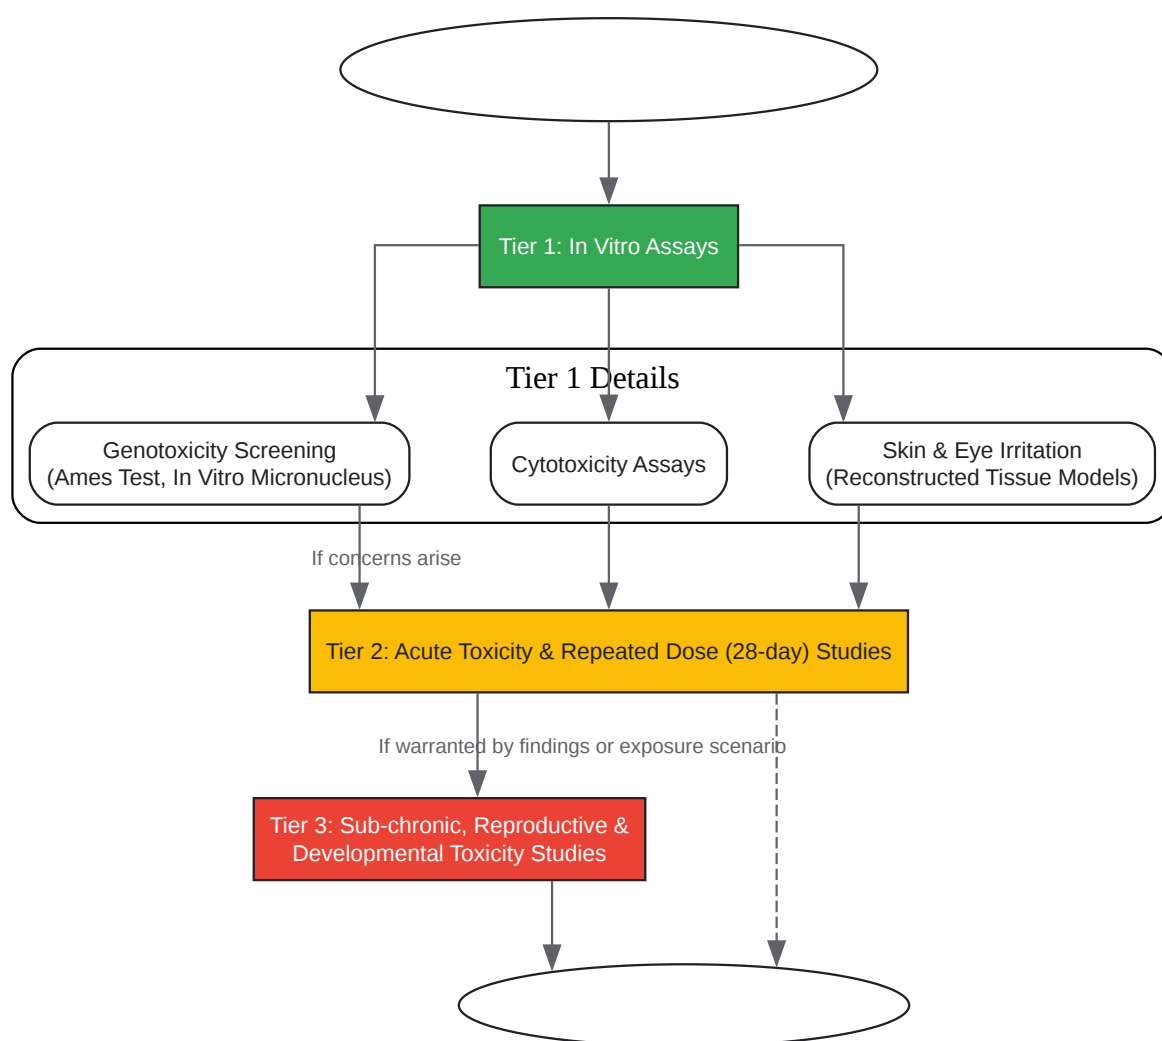 Tier 1: In Vitro Assays
Tier 1 Details
Genotoxicity Screening
(Ames Test, In Vitro Micronucleus)
Cytotoxicity Assays
Skin & Eye Irritation
(Reconstructed Tissue Models)
If concerns arise
Tier 2: Acute Toxicity & Repeated Dose (28-day) Studies
If warranted by findings or exposure scenario
Tier 3: Sub-chronic, Reproductive &
Developmental Toxicity Studies